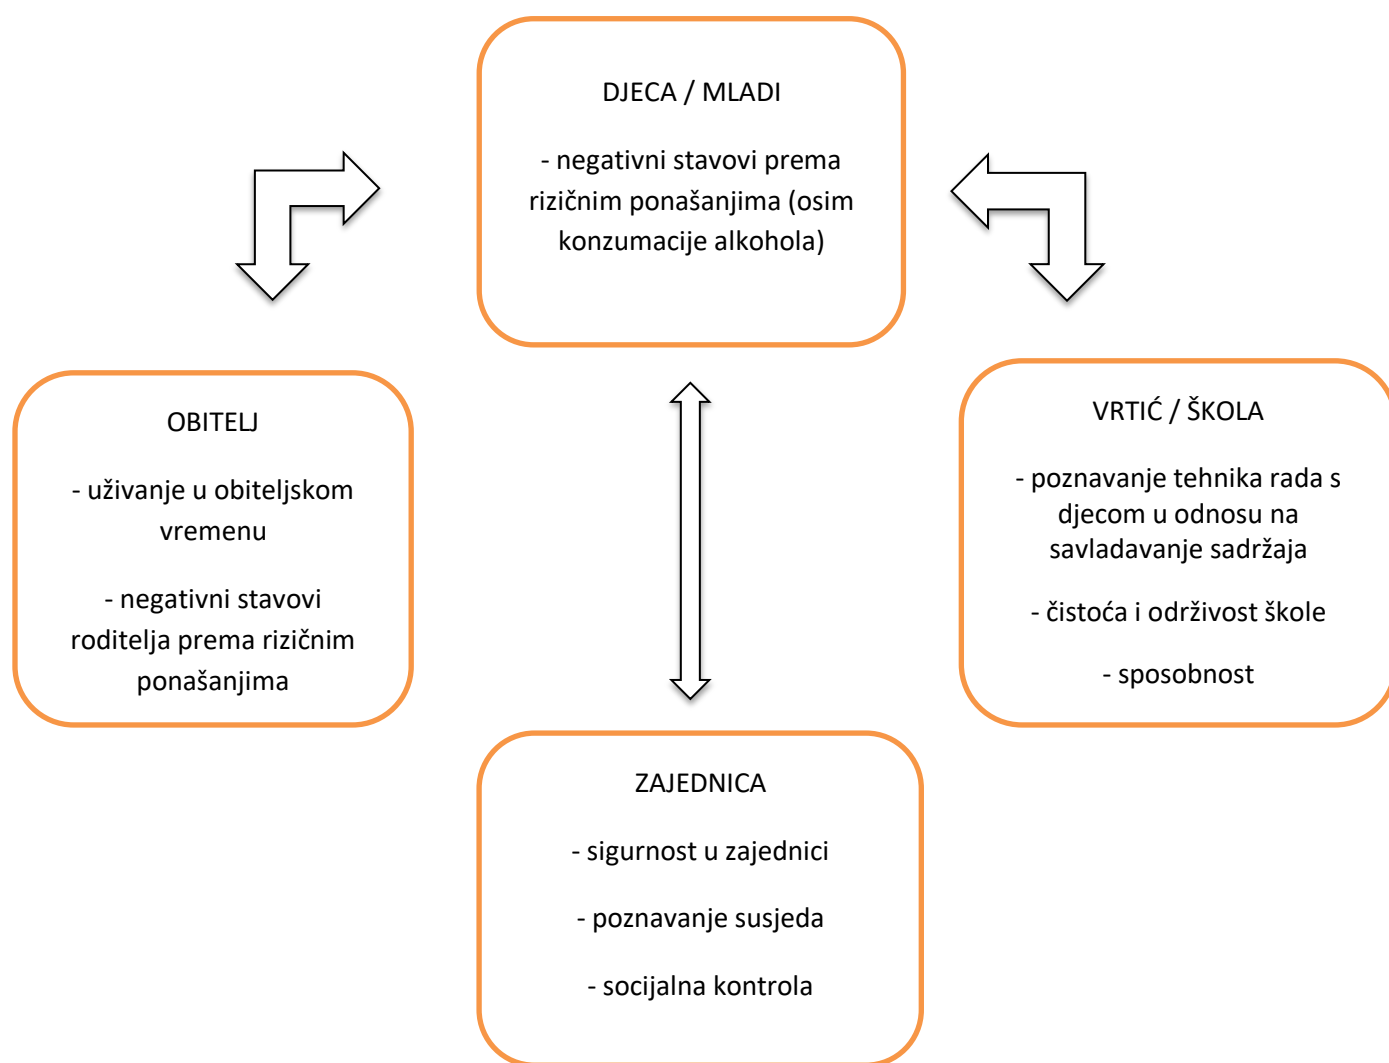 DJECA / MLADI
- negativni stavovi prema
rizičnim ponašanjima (osim
konzumacije alkohola)
OBITELJ
- uživanje u obiteljskom
vremenu
- negativni stavovi
roditelja prema rizičnim
ponašanjima
VRTIĆ / ŠKOLA
- poznavanje tehnika rada s
djecom u odnosu na
savladavanje sadržaja
- čistoća i održivost škole
- sposobnost
ZAJEDNICA
- sigurnost u zajednici
- poznavanje susjeda
- socijalna kontrola